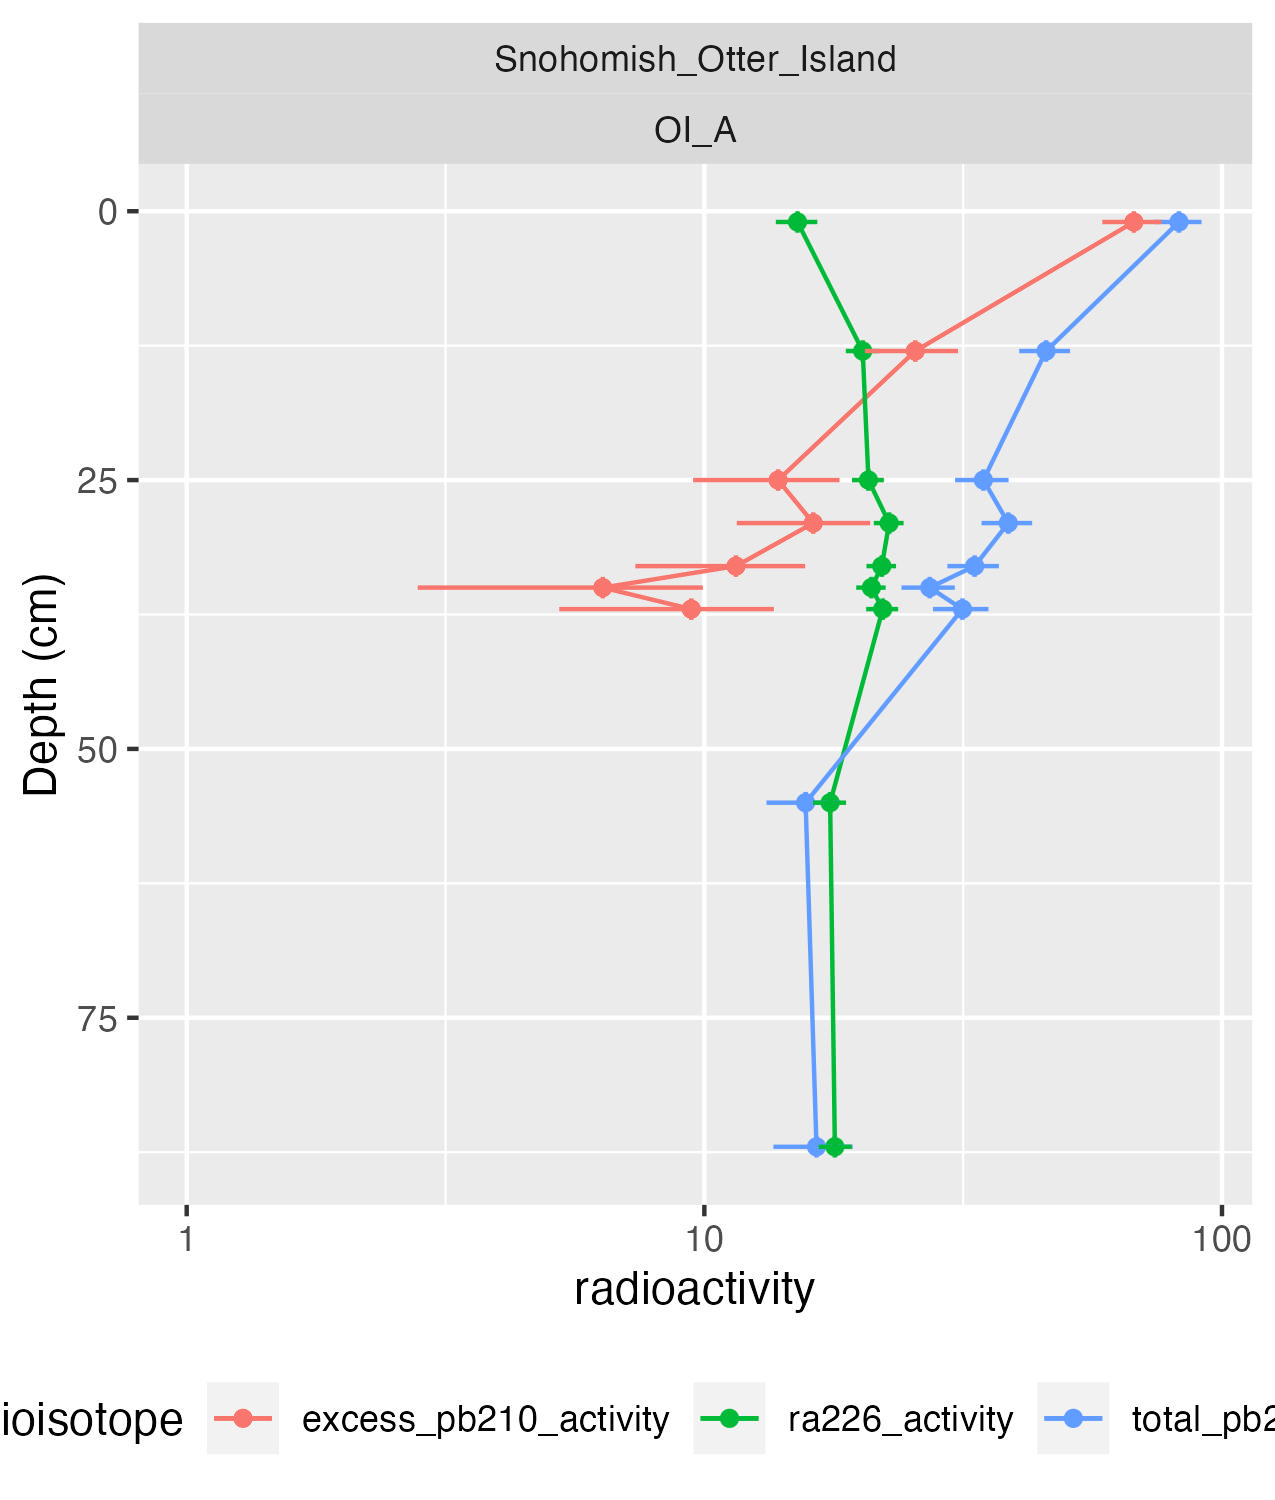 Snohomish_Otter_Island
OI_A
0
25
50
75
Depth (cm)
1 10 100
radioactivity
ioisotope excess_pb210_activity ra226_activity total_pb2